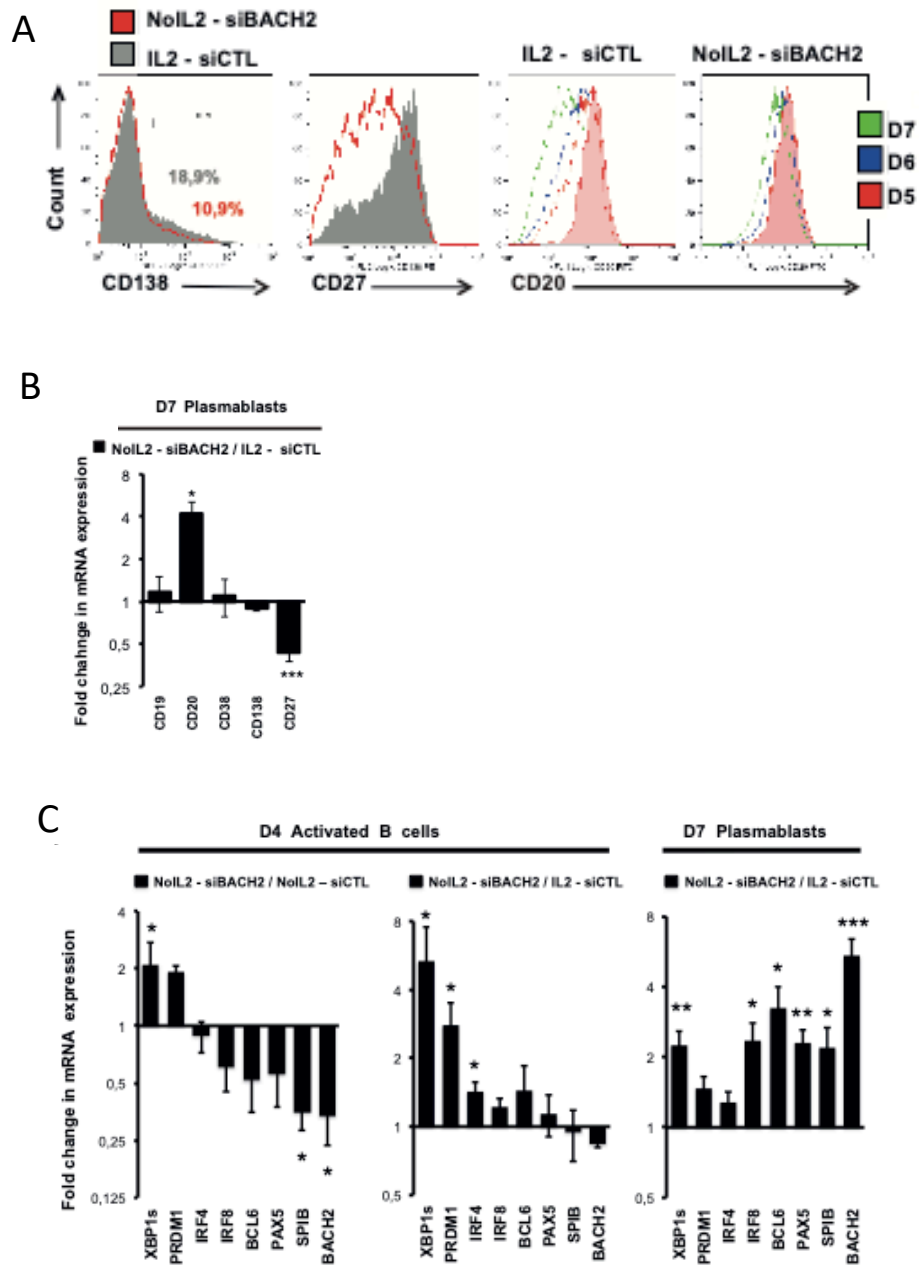 A
NoIL2 - siBACH2
IL2 - siCTL
IL2 - siCTL
NoIL2 - siBACH2
Count
18,9%
10,9%
D7
D6
D5
CD138
CD27
CD20
B
D7 Plasmablasts
NoIL2 - siBACH2 / IL2 - siCTL
Fold chahnge in mRNA expression
8
4
2
1
0,5
0,25
*
***
CD19
CD20
CD38
CD138
CD27
C
D4 Activated B cells
D7 Plasmablasts
NoIL2 - siBACH2 / NoIL2 – siCTL
NoIL2 - siBACH2 / IL2 - siCTL
NoIL2 - siBACH2 / IL2 - siCTL
Fold change in mRNA expression
4
2
1
0,5
0,25
0,125
*
*
*
XBP1s
PRDM1
IRF4
IRF8
BCL6
PAX5
SPIB
BACH2
8
4
2
1
0,5
*
*
*
XBP1s
PRDM1
IRF4
IRF8
BCL6
PAX5
SPIB
BACH2
8
4
2
1
0,5
**
*
*
**
*
***
XBP1s
PRDM1
IRF4
IRF8
BCL6
PAX5
SPIB
BACH2